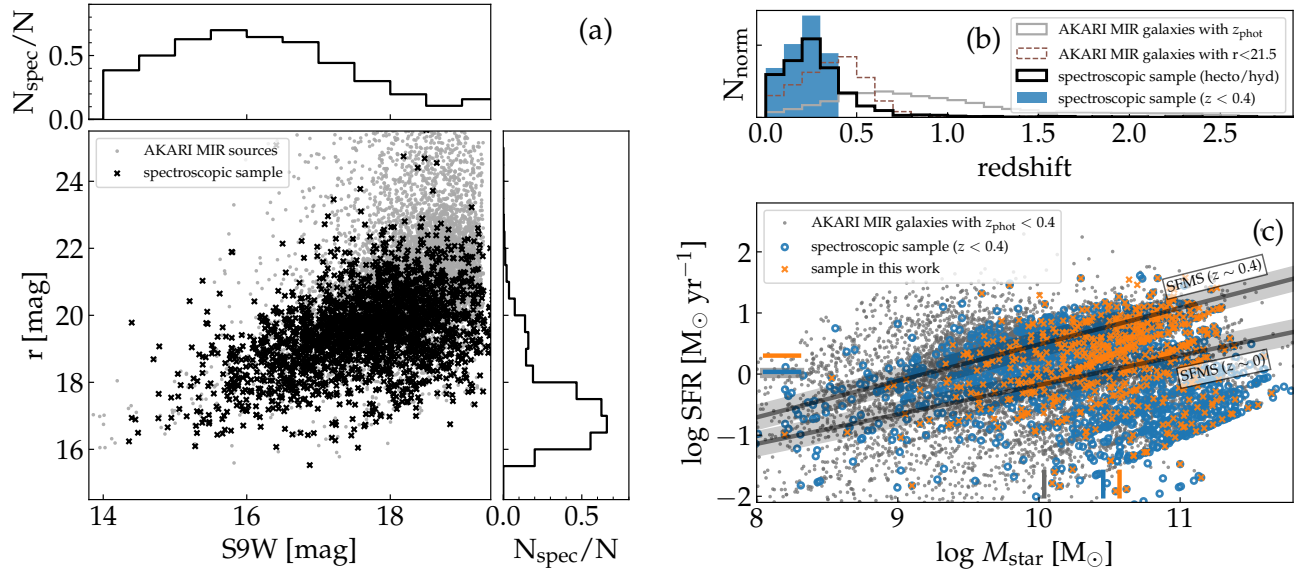 (a)
N_spec/N
0.5
0.0
AKARI MIR sources
spectroscopic sample
r [mag]
24
22
20
18
16
14 16 18
S9W [mag]
0.0 0.5
N_spec/N
(b)
N_norm
AKARI MIR galaxies with z_phot
AKARI MIR galaxies with r<21.5
spectroscopic sample (hecto/hyd)
spectroscopic sample (z < 0.4)
0.0 0.5 1.0 1.5 2.0 2.5
redshift
(c)
AKARI MIR galaxies with z_phot < 0.4
spectroscopic sample (z < 0.4)
sample in this work
SFMS (z ∼ 0.4)
SFMS (z ∼ 0)
log SFR [M⊙ yr⁻¹]
2
1
0
−1
−2
8 9 10 11
log M_star [M⊙]